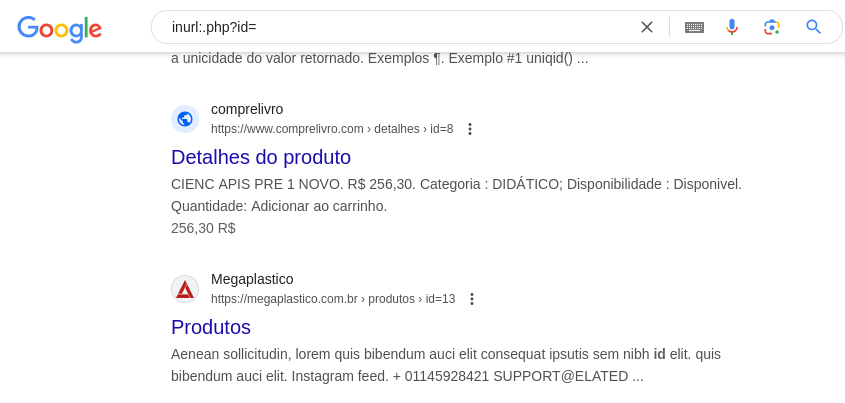 Google
inurl:.php?id=
a unicidade do valor retornado. Exemplos ¶. Exemplo #1 uniqid() ...
comprelivro
https://www.comprelivro.com › detalhes › id=8
Detalhes do produto
CIENC APIS PRE 1 NOVO. R$ 256,30. Categoria : DIDÁTICO; Disponibilidade : Disponivel.
Quantidade: Adicionar ao carrinho.
256,30 R$
Megaplastico
https://megaplastico.com.br › produtos › id=13
Produtos
Aenean sollicitudin, lorem quis bibendum auci elit consequat ipsutis sem nibh id elit. quis
bibendum auci elit. Instagram feed. + 01145928421 SUPPORT@ELATED ...